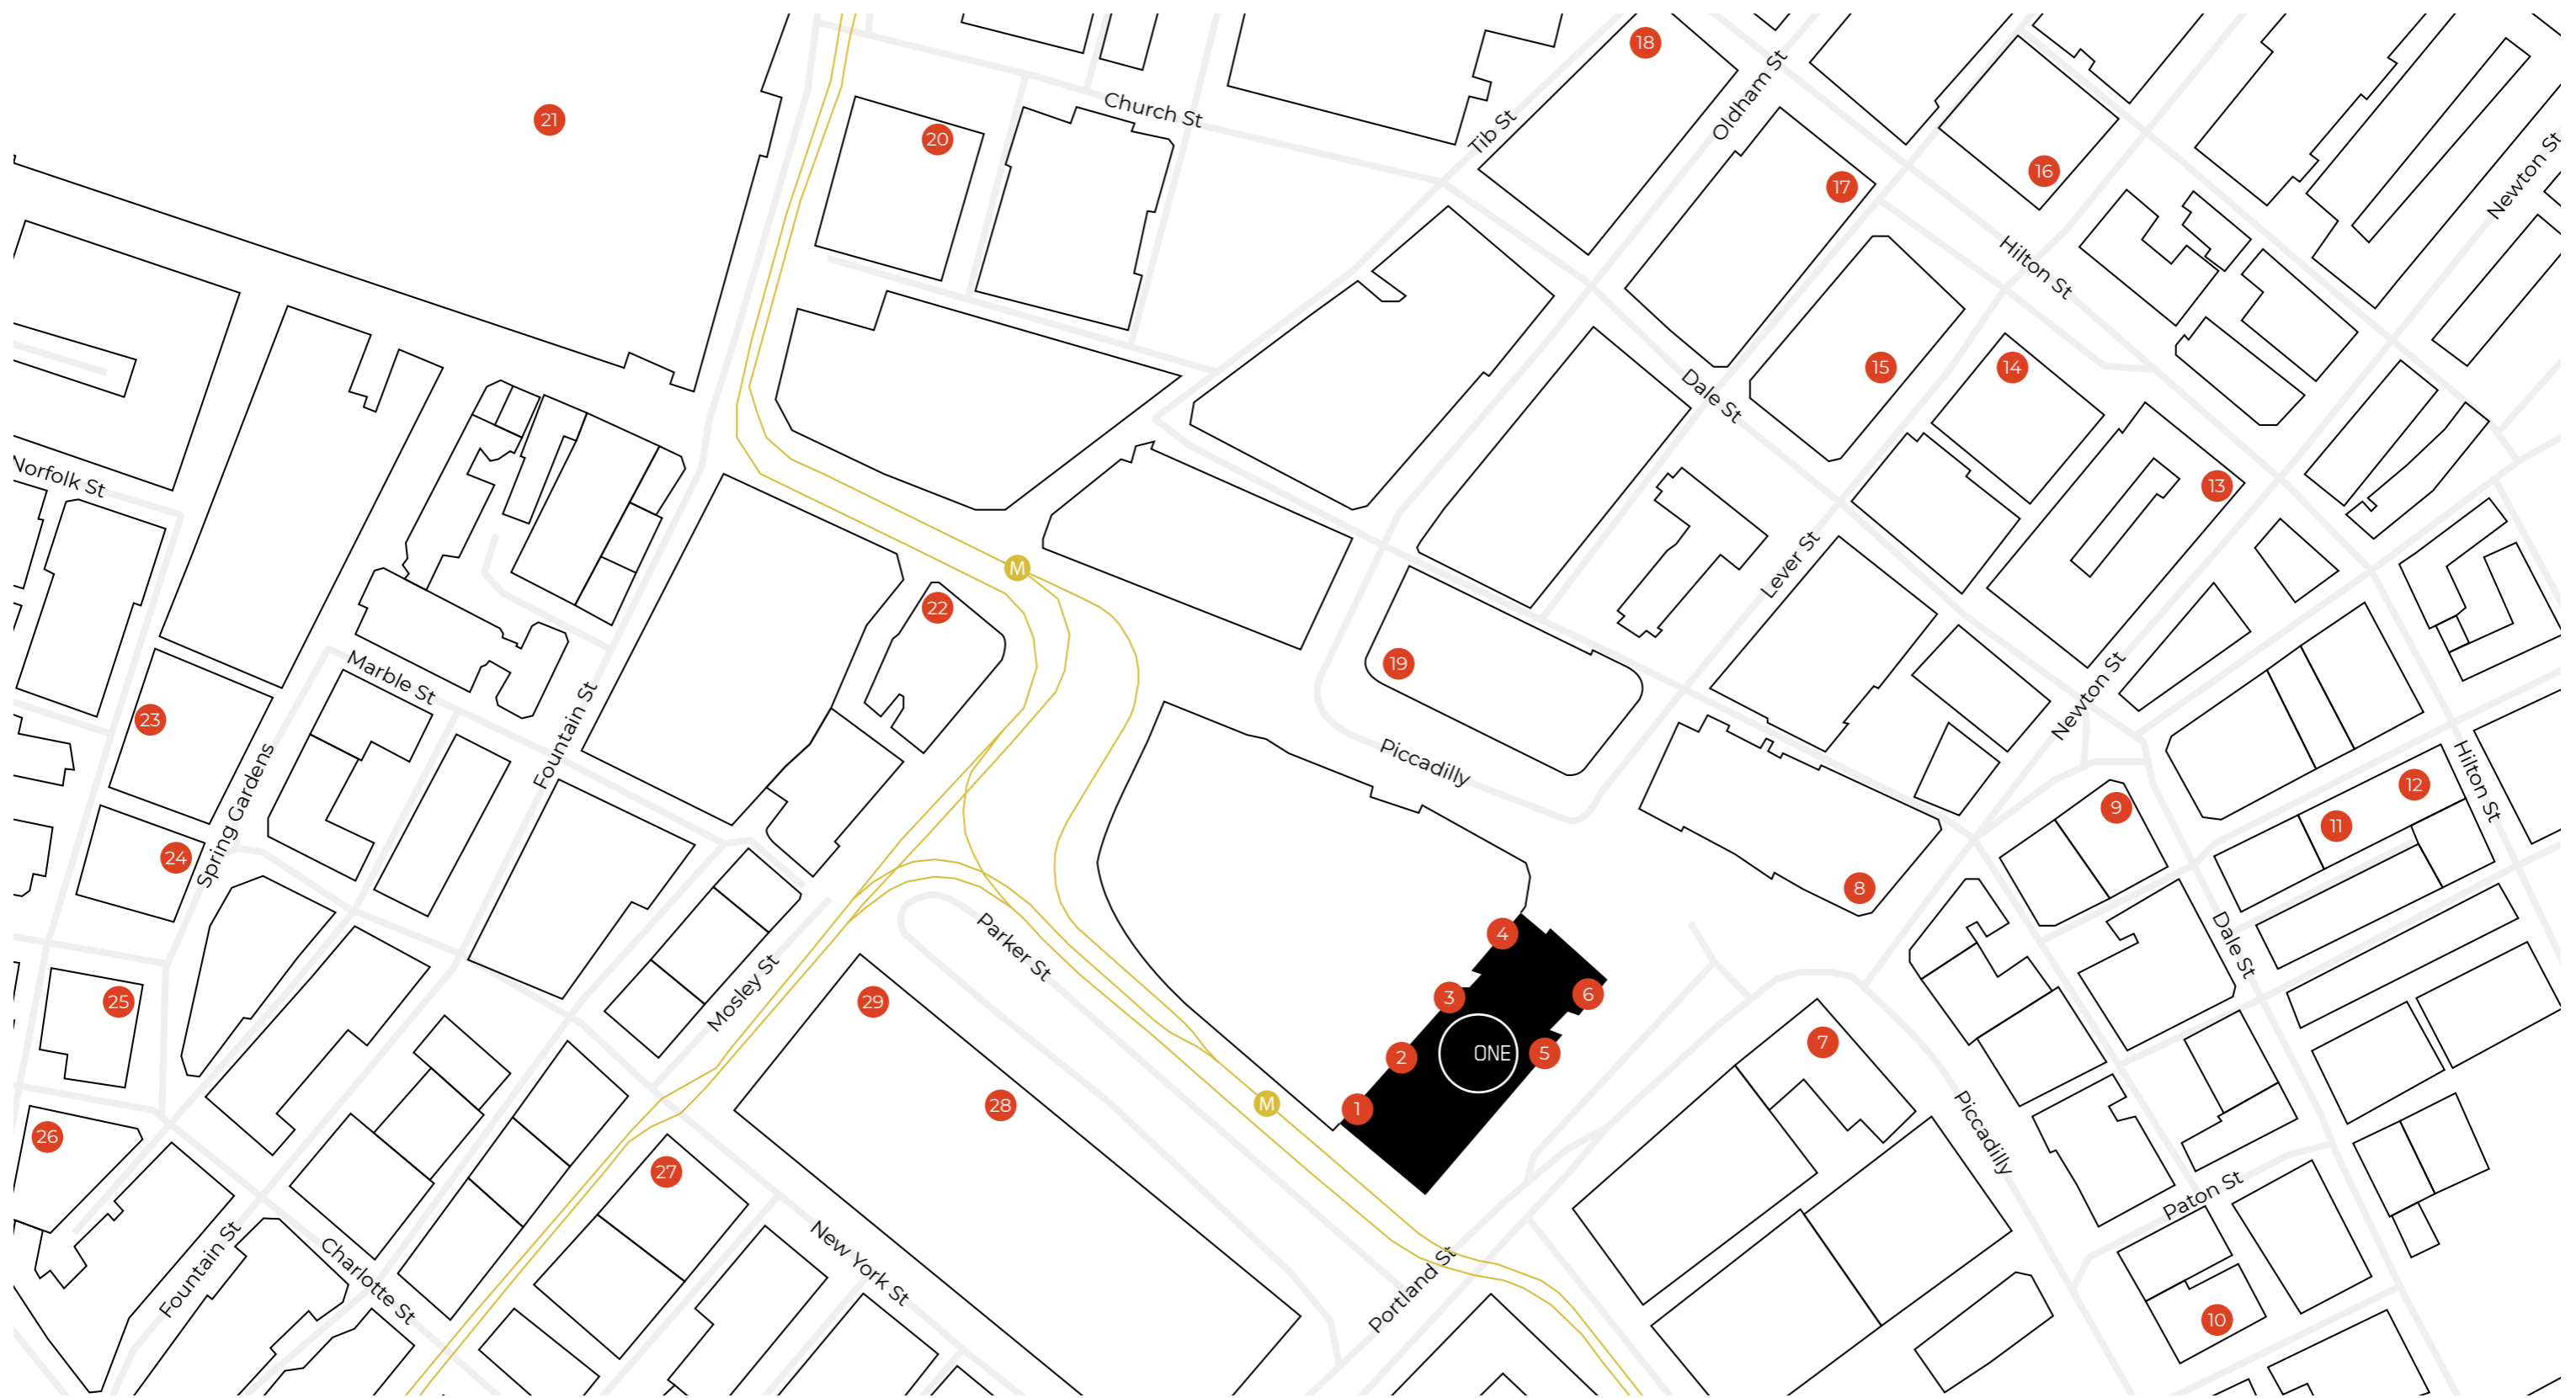 18
Oldham St
Church St
21
Tib St
20
16
17
Newton St
Hilton St
14
15
Dale St
Norfolk St
13
Lever St
M
22
19
Marble St
Newton St
23
Fountain St
Piccadilly
Hilton St
12
9
11
Spring Gardens
24
8
4
Dale St
Parker St
Mosley St
3
6
25
29
7
ONE
5
2
M
28
1
Piccadilly
26
27
Paton St
New York St
Fountain St
Charlotte St
Portland St
10